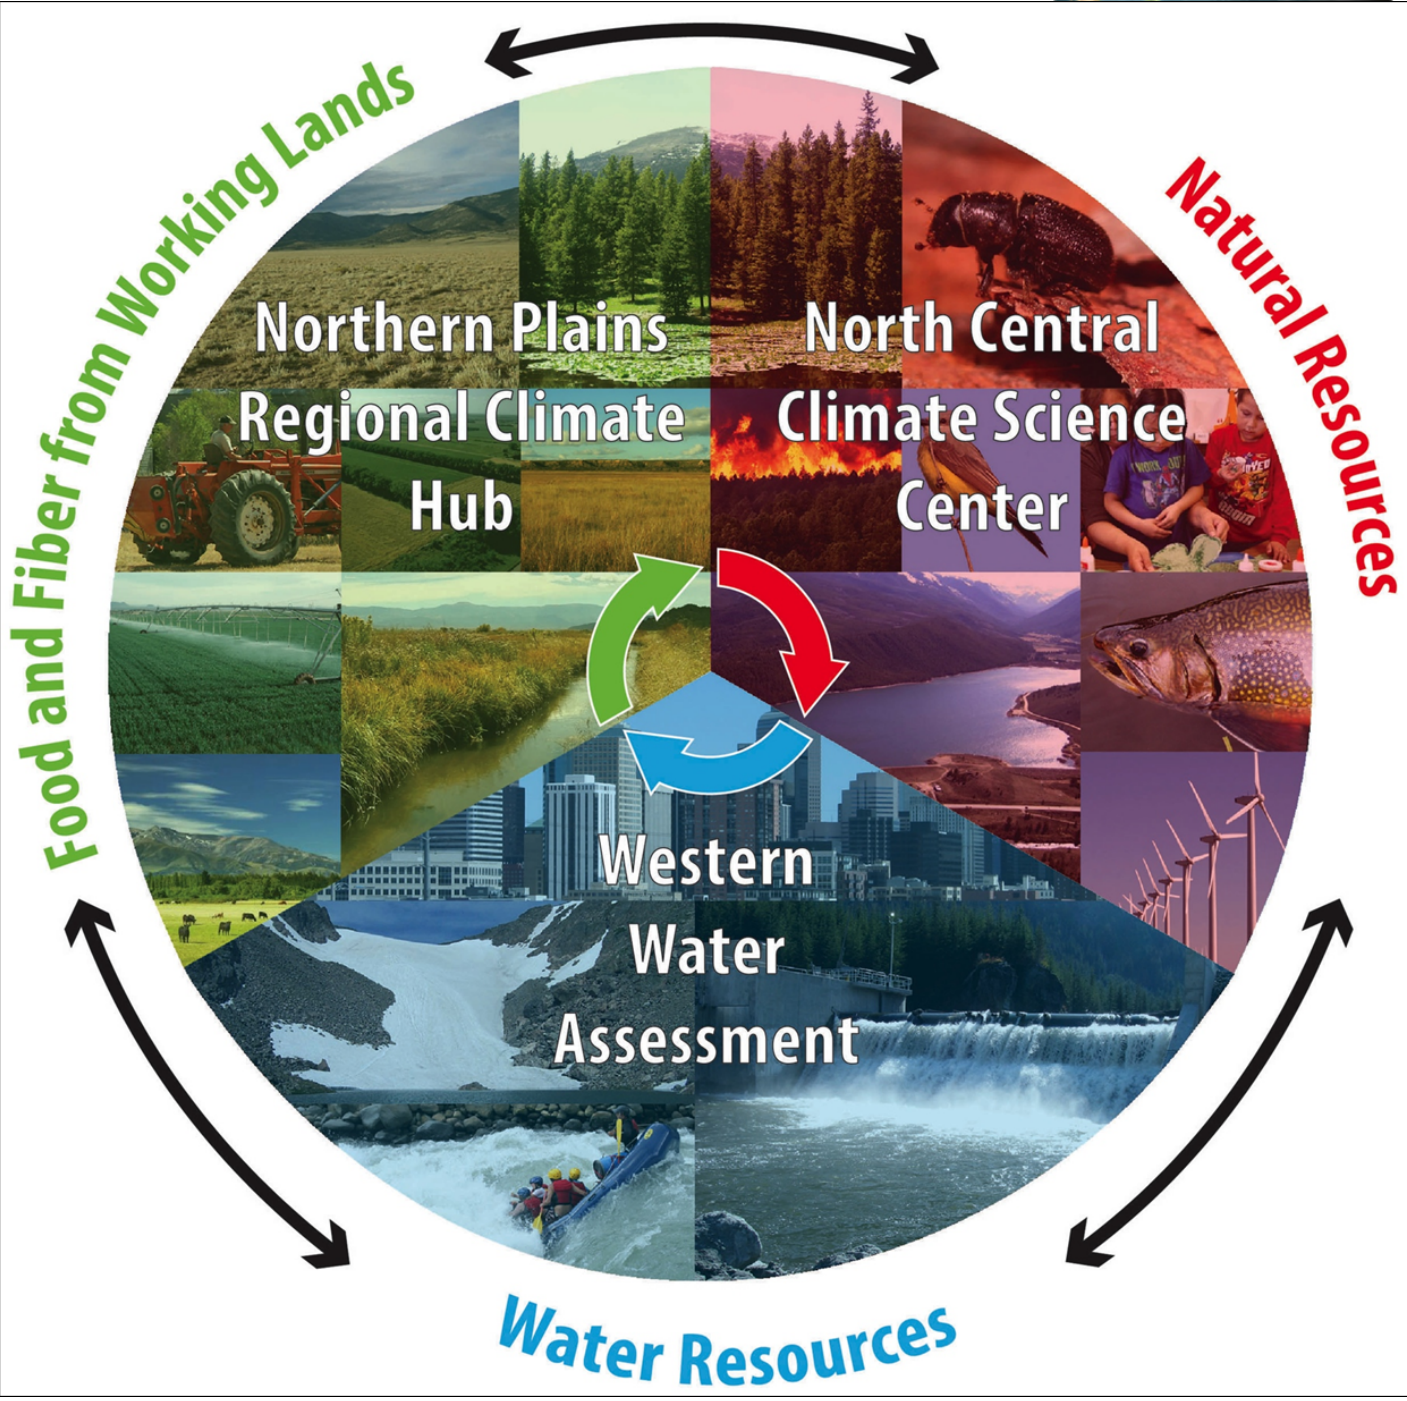 Food and Fiber from Working Lands
Natural Resources
Northern Plains
Regional Climate
Hub
North Central
Climate Science
Center
Western
Water
Assessment
Water Resources